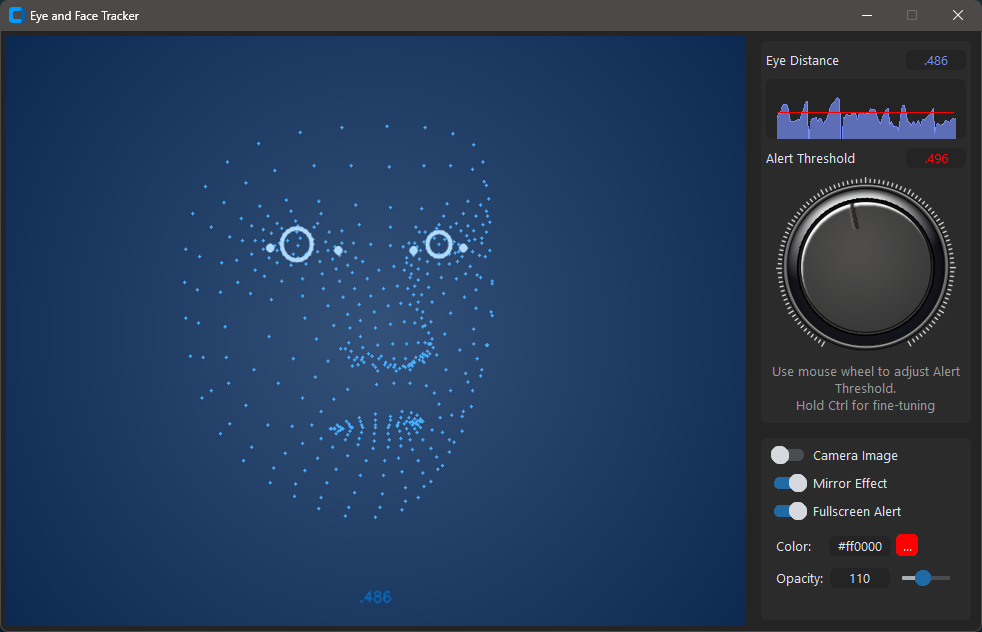 Eye and Face Tracker
Eye Distance
.486
Alert Threshold
.496
Use mouse wheel to adjust Alert
Threshold.
Hold Ctrl for fine-tuning
Camera Image
Mirror Effect
Fullscreen Alert
Color:
#ff0000
...
Opacity:
110
.486